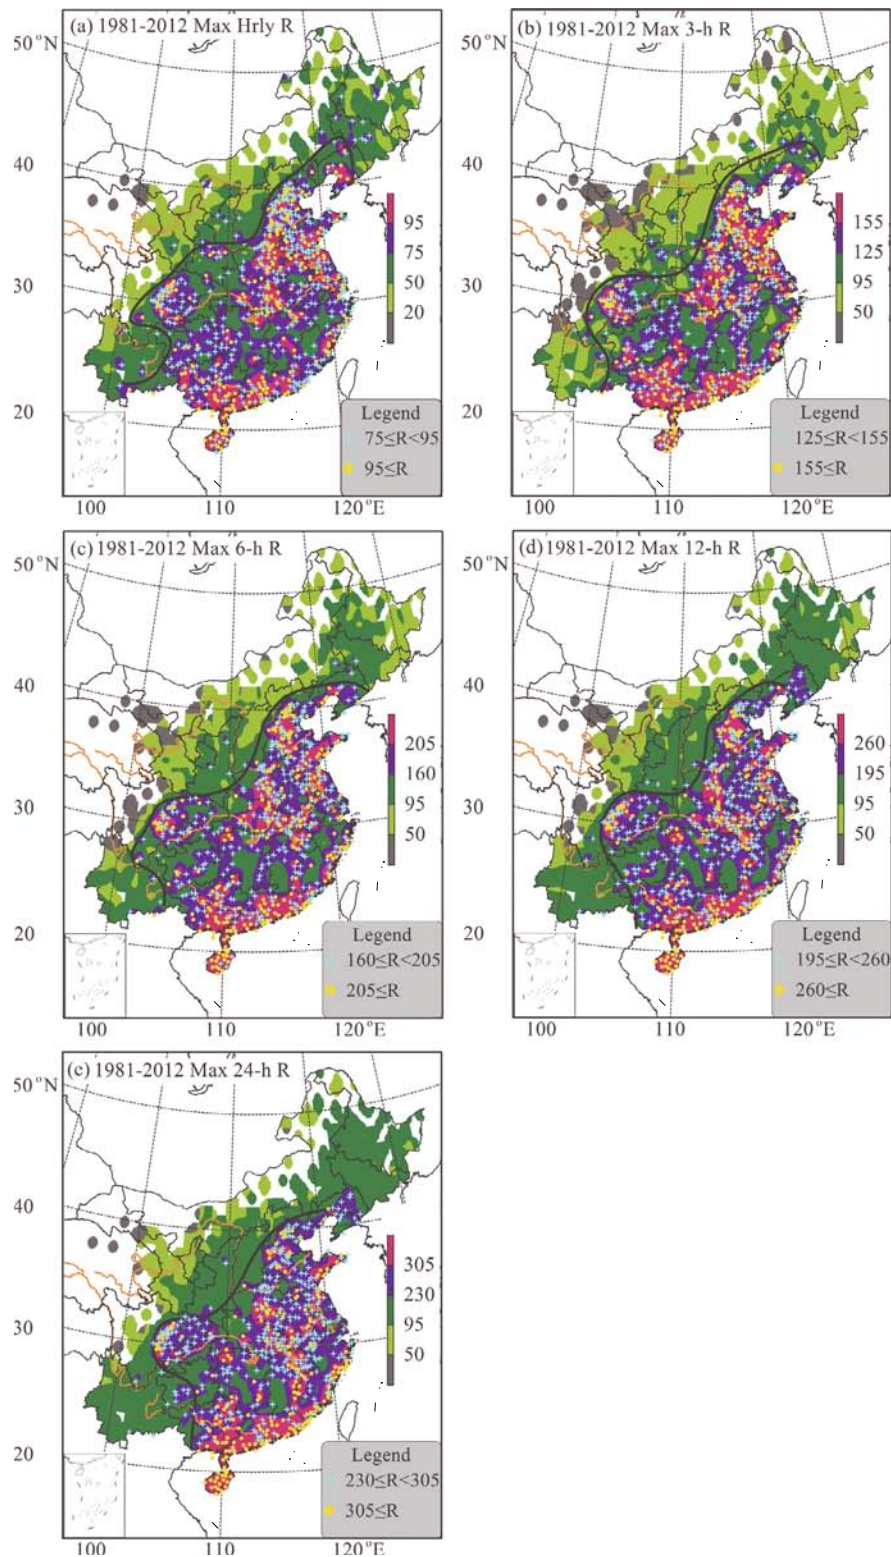 (a) 1981-2012 Max Hrly R
50°N
40
30
20
95
75
50
20
Legend
75≤R<95
95≤R
100
110
120°E
(b) 1981-2012 Max 3-h R
50°N
40
30
20
155
125
95
50
Legend
125≤R<155
155≤R
100
110
120°E
(c) 1981-2012 Max 6-h R
50°N
40
30
20
205
160
95
50
Legend
160≤R<205
205≤R
100
110
120°E
(d) 1981-2012 Max 12-h R
50°N
40
30
20
260
195
95
50
Legend
195≤R<260
260≤R
100
110
120°E
(e) 1981-2012 Max 24-h R
50°N
40
30
20
305
230
95
50
Legend
230≤R<305
305≤R
100
110
120°E